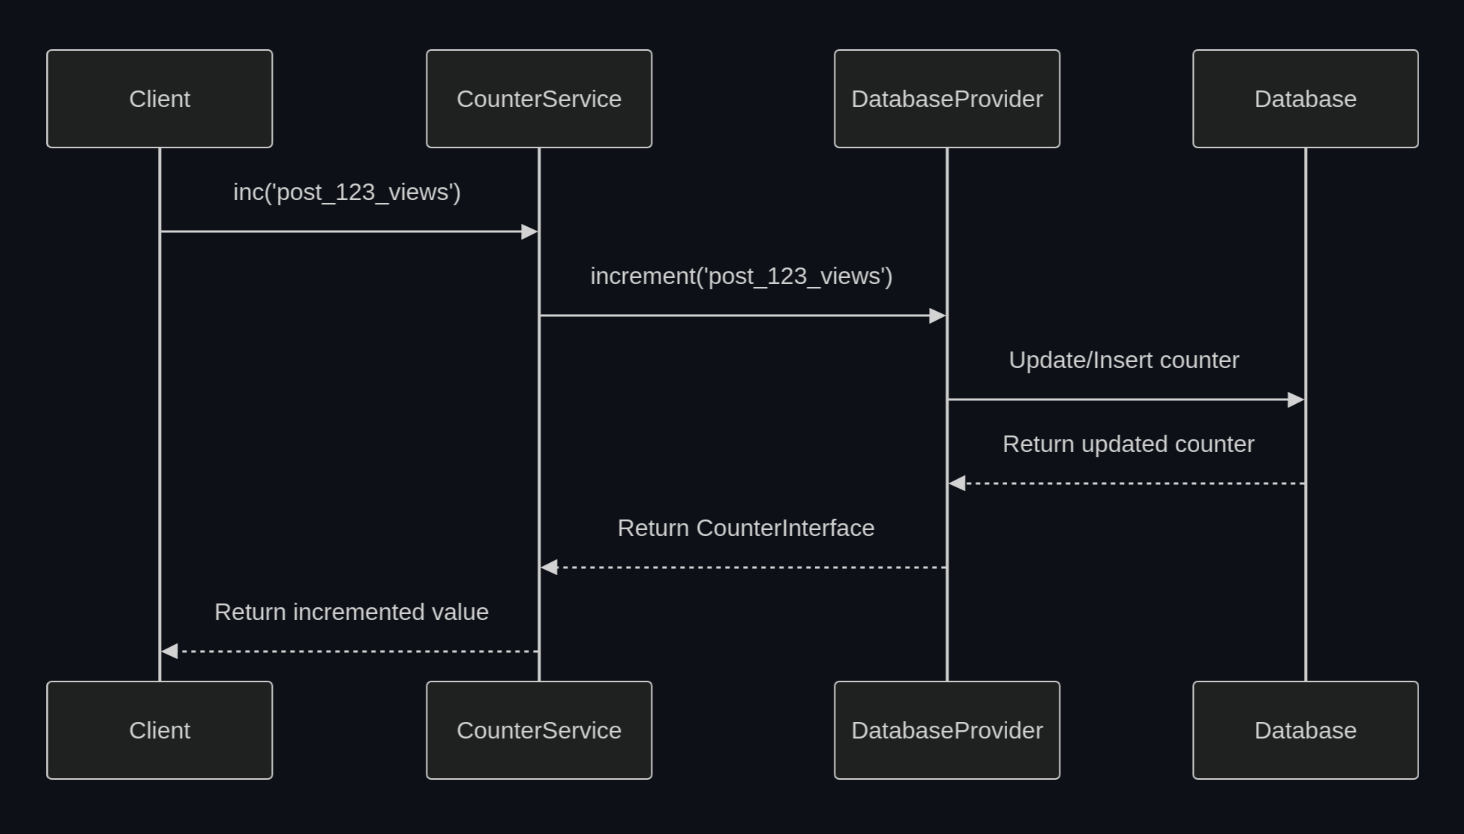 Client
CounterService
DatabaseProvider
Database
inc('post_123_views')
increment('post_123_views')
Update/Insert counter
Return updated counter
Return CounterInterface
Return incremented value
Client
CounterService
DatabaseProvider
Database